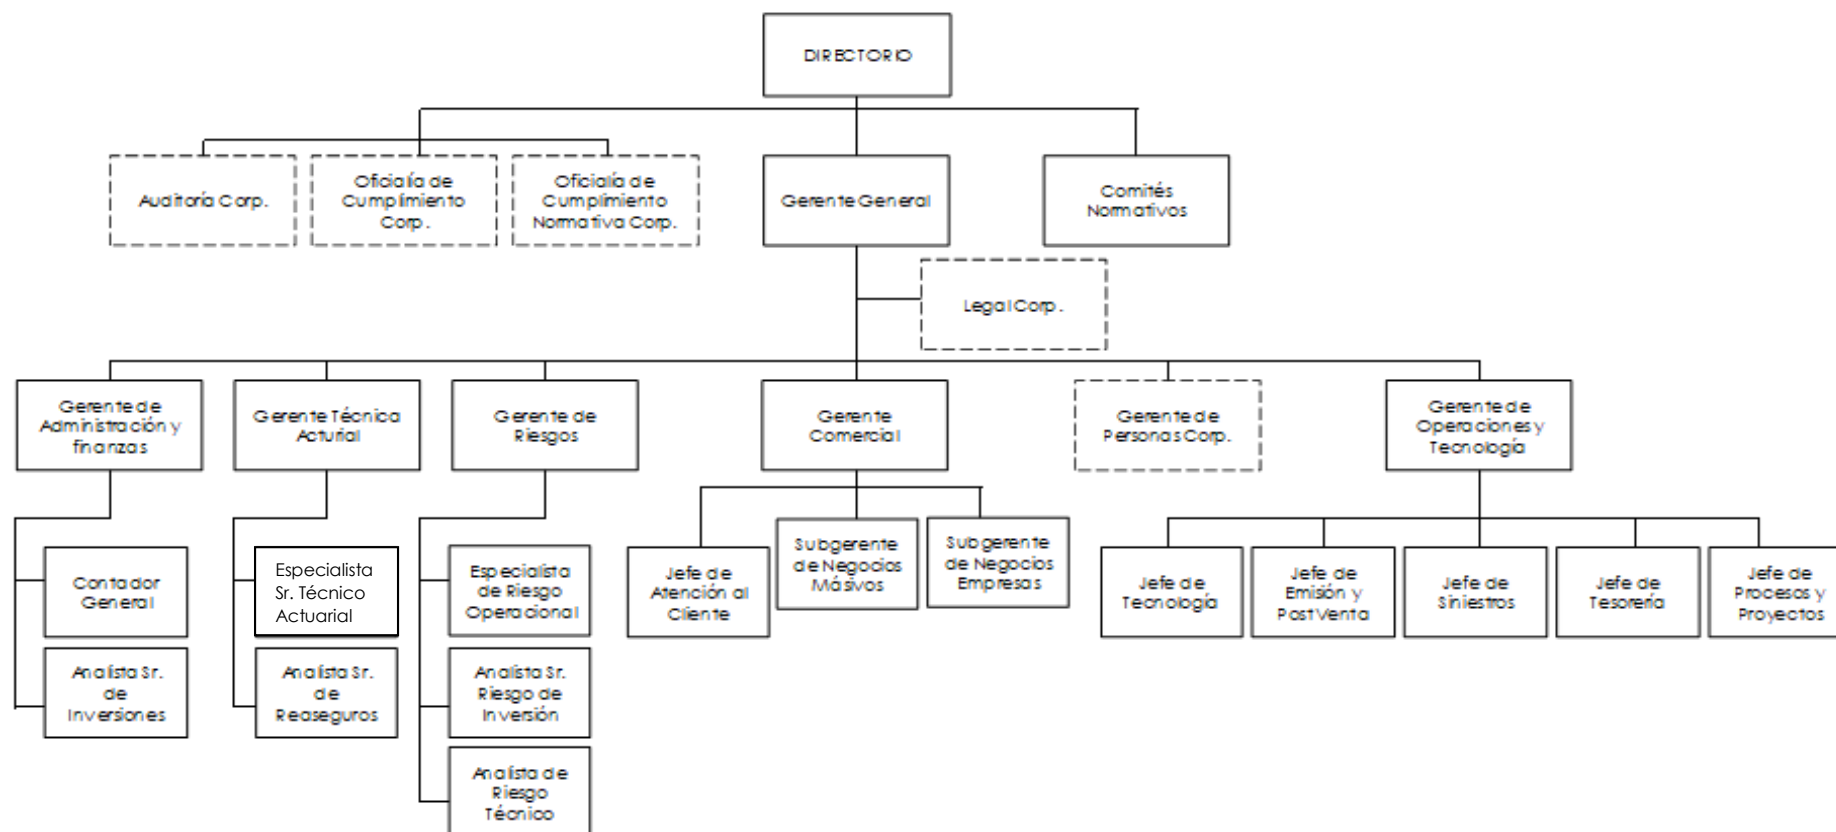 DIRECTORIO
Auditoría Corp.
Oficialía de
Cumplimiento
Corp.
Oficialía de
Cumplimiento
Normativa Corp.
Gerente General
Comités
Normativos
Legal Corp.
Gerente de
Administración y
finanzas
Gerente Técnica
Acturial
Gerente de
Riesgos
Gerente
Comercial
Gerente de
Personas Corp.
Gerente de
Operaciones y
Tecnología
Contador
General
Analista Sr.
de
Inversiones
Especialista
Sr. Técnico
Actuarial
Analista Sr.
de
Reaseguros
Especialista
de Riesgo
Operacional
Analista Sr.
Riesgo de
Inversión
Analista de
Riesgo
Técnico
Jefe de
Atención al
Cliente
Subgerente
de Negocios
Másivos
Subgerente
de Negocios
Empresas
Jefe de
Tecnología
Jefe de
Emisión y
Post Venta
Jefe de
Siniestros
Jefe de
Tesorería
Jefe de
Procesos y
Proyectos